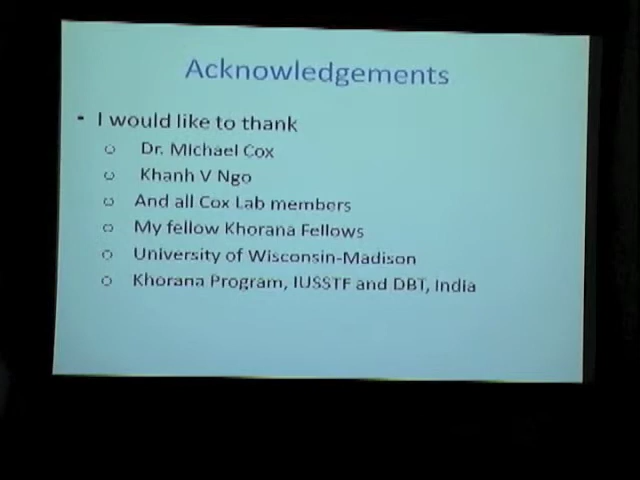 Acknowledgements
• I would like to thank
Dr. Michael Cox
Khanh V Ngo
And all Cox Lab members
My fellow Khorana Fellows
University of Wisconsin-Madison
Khorana Program, IUSSTF and DBT, India